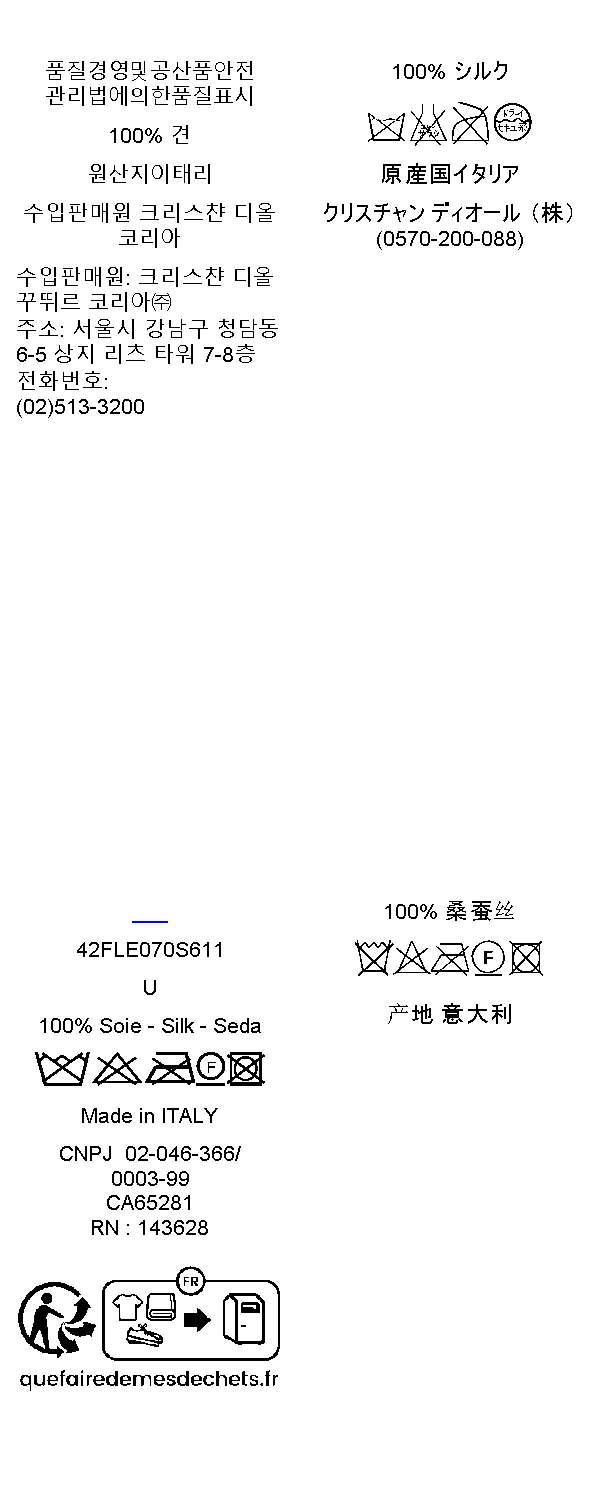 품질경영및공산품안전
관리법에의한품질표시
100% 견
원산지이태리
수입판매원 크리스챤 디올
코리아
수입판매원: 크리스챤 디올
꾸뛰르 코리아㈜
주소: 서울시 강남구 청담동
6-5 상지 리츠 타워 7-8층
전화번호:
(02)513-3200
100% シルク
ドライ
セキユ系
原産国イタリア
クリスチャン ディオール（株）
(0570-200-088)
42FLE070S611
U
100% Soie - Silk - Seda
F
Made in ITALY
CNPJ 02-046-366/
0003-99
CA65281
RN : 143628
FR
quefairedemesdechets.fr
100% 桑蚕丝
F
产地 意大利